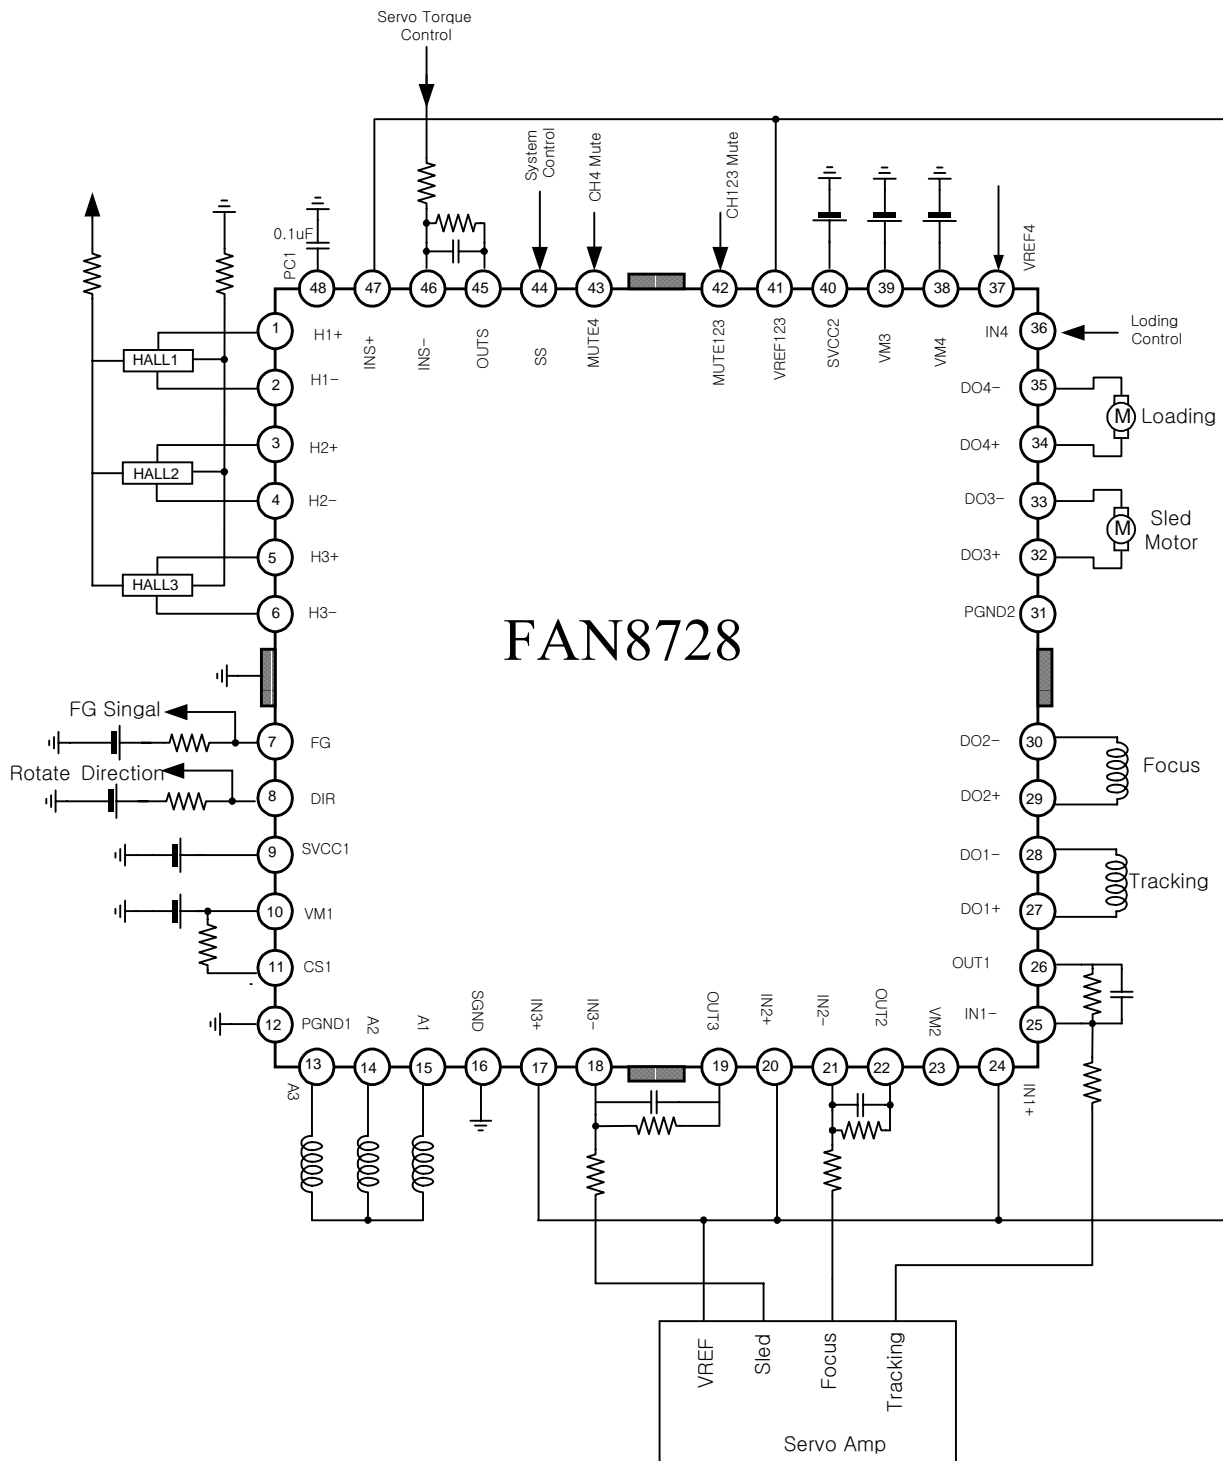 Servo Torque
Control
System
Control
CH4 Mute
CH123 Mute
VREF4
0.1uF
PC1
48
47
46
45
44
43
42
41
40
39
38
37
INS+
INS-
OUTS
SS
MUTE4
MUTE123
VREF123
SVCC2
VM3
VM4
1
H1+
HALL1
2
H1-
3
H2+
HALL2
4
H2-
5
H3+
HALL3
6
H3-
FG Singal
7
FG
Rotate Direction
8
DIR
9
SVCC1
10
VM1
11
CS1
12
PGND1
FAN8728
IN4
36
Loding
Control
DO4-
35
Loading
M
DO4+
34
DO3-
33
Sled
Motor
M
DO3+
32
PGND2
31
DO2-
30
Focus
DO2+
29
DO1-
28
Tracking
DO1+
27
OUT1
26
IN1-
25
A3
A2
A1
SGND
IN3+
IN3-
OUT3
IN2+
IN2-
OUT2
VM2
IN1+
13
14
15
16
17
18
19
20
21
22
23
24
VREF
Sled
Focus
Tracking
Servo Amp